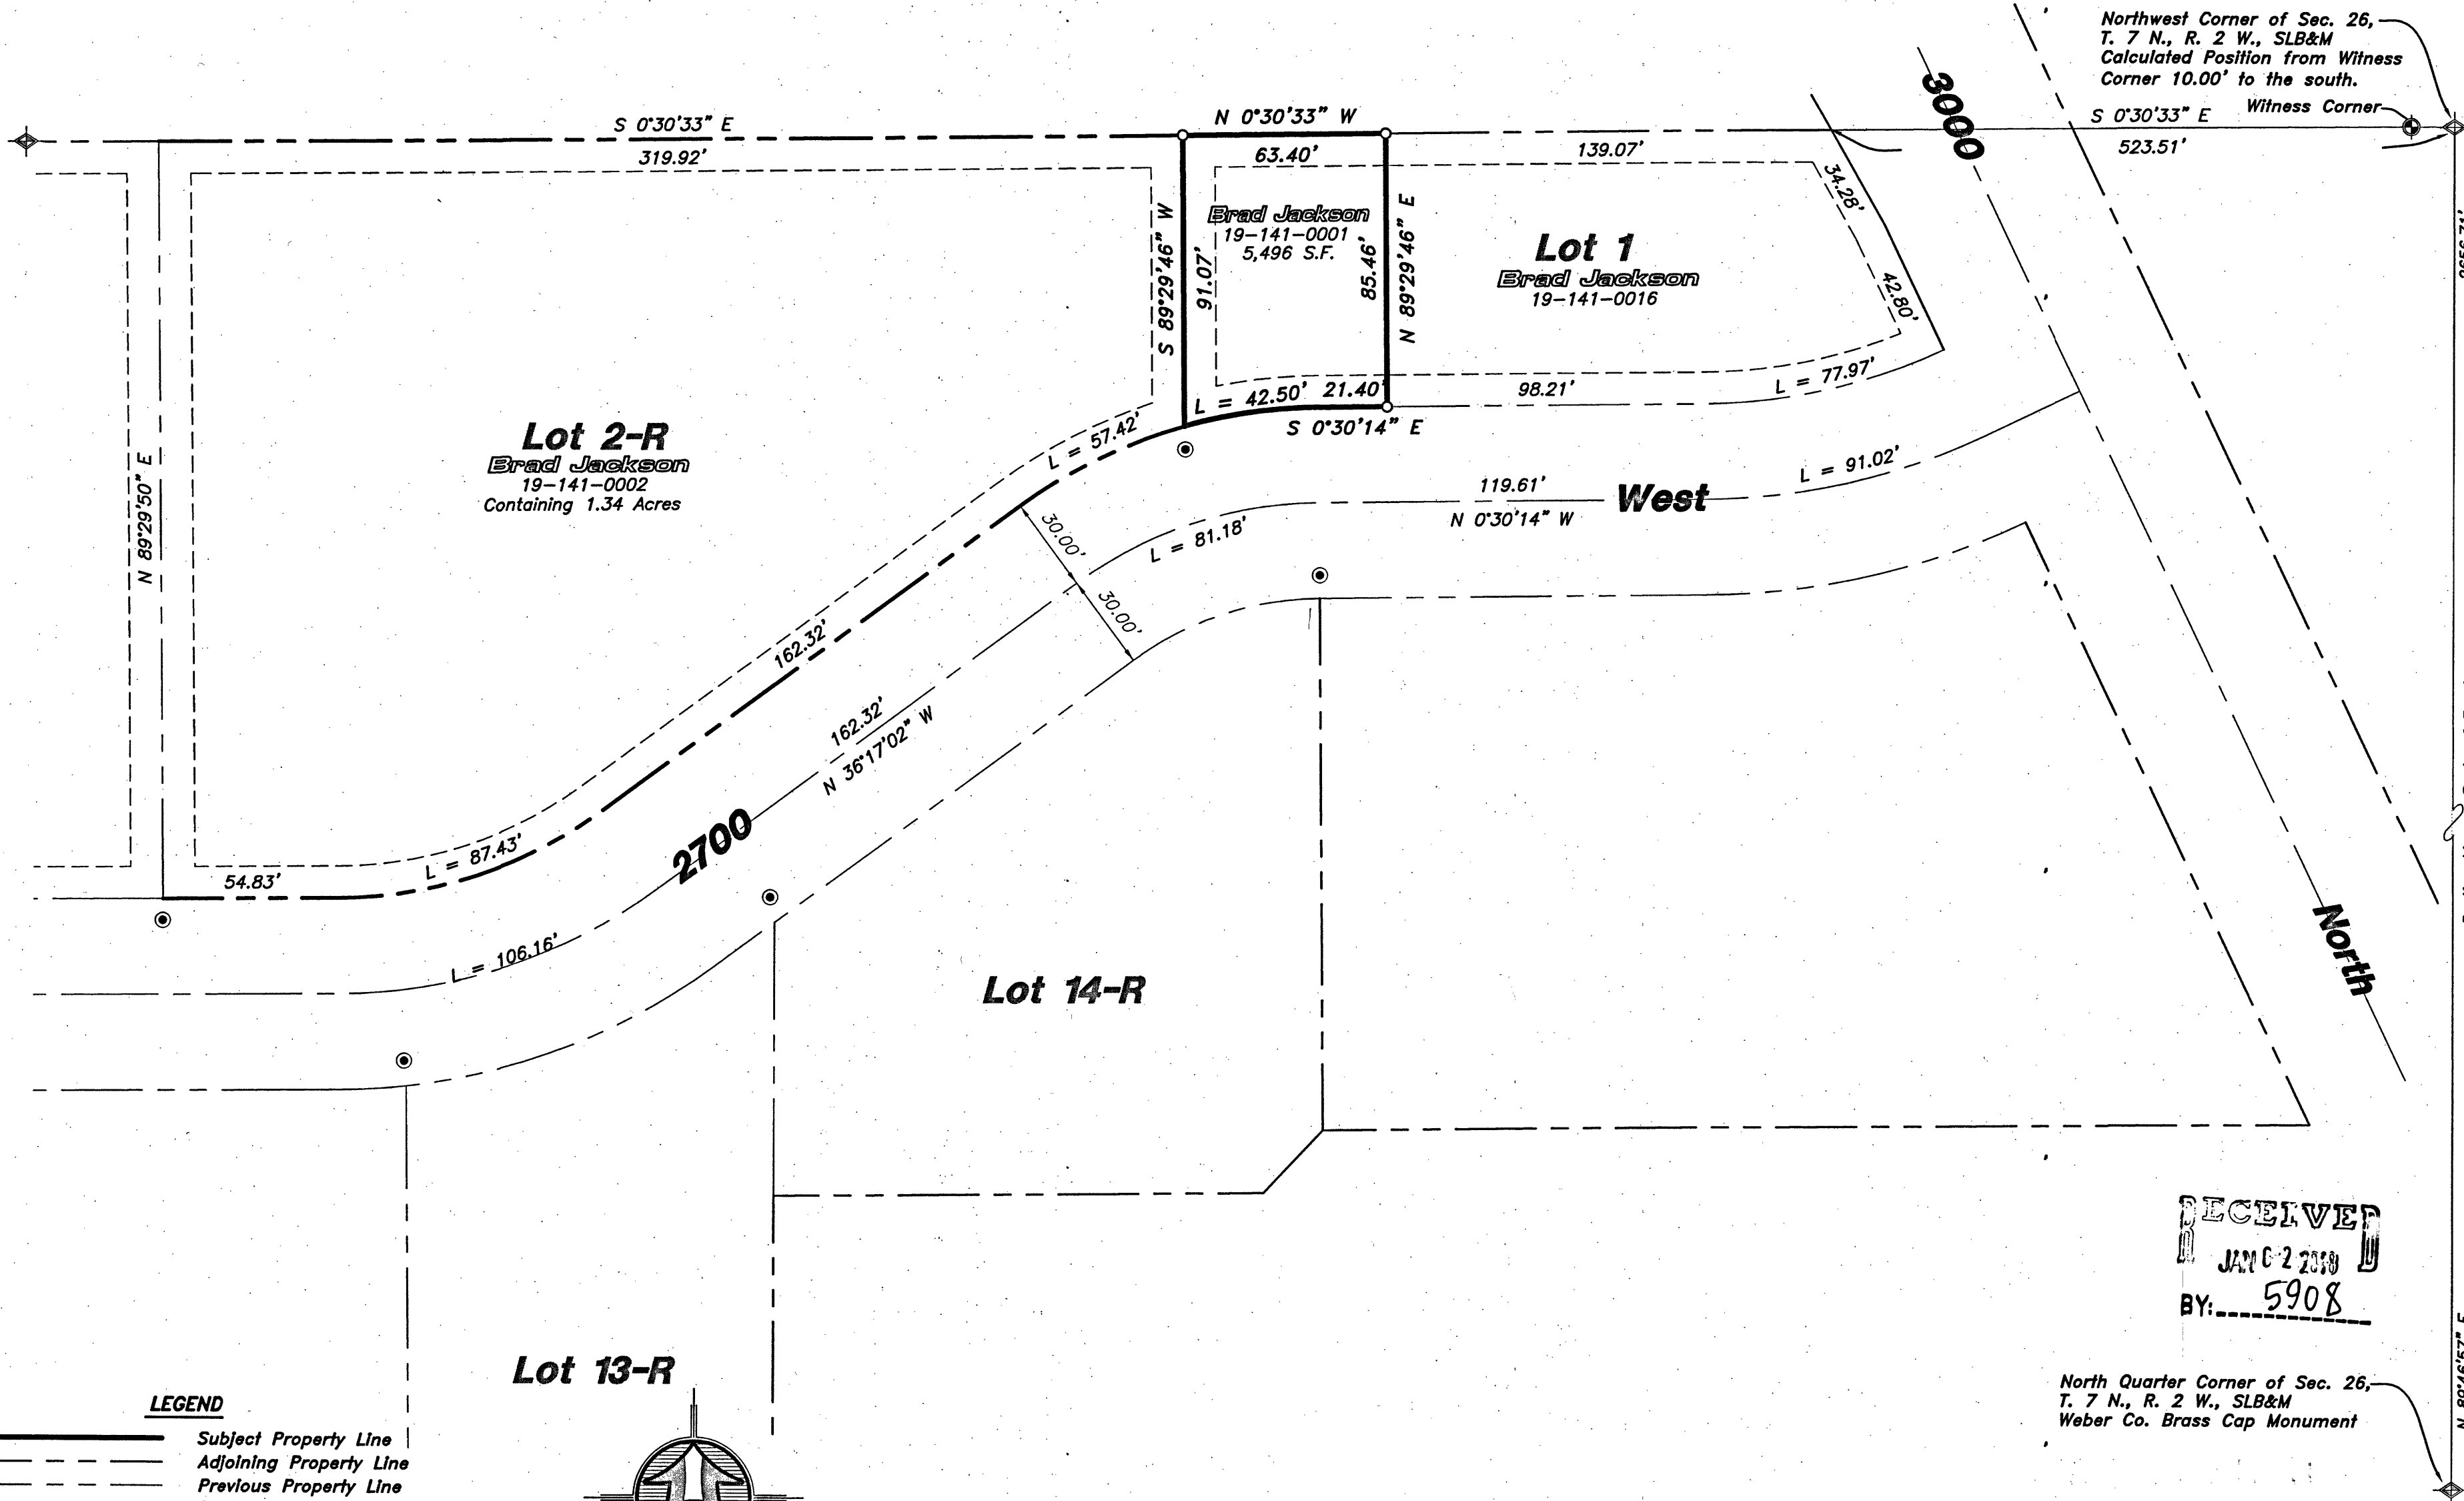 Northwest Corner of Sec. 26,
T. 7 N., R. 2 W., SLB&M
Calculated Position from Witness
Corner 10.00' to the south.
Witness Corner
S 0°30'33" E
523.51'
S 0°30'33" E
319.92'
N 0°30'33" W
63.40'
139.07'
3000
34.28'
42.80'
S 89°29'46" W
91.07'
Brad Jackson
19-141-0001
5,496 S.F.
85.46'
N 89°29'46" E
Lot 1
Brad Jackson
19-141-0016
L = 77.97'
98.21'
L = 42.50' 21.40'
S 0°30'14" E
L = 57.42'
Lot 2-R
Brad Jackson
19-141-0002
Containing 1.34 Acres
N 89°29'50" E
L = 91.02'
119.61'
N 0°30'14" W
West
L = 81.18'
30.00'
30.00'
162.32'
162.32'
N 36°17'02" W
2700
L = 87.43'
54.83'
L = 106.16'
North
Lot 14-R
Lot 13-R
RECEIVED
JAN 02
BY: 5908
North Quarter Corner of Sec. 26,
T. 7 N., R. 2 W., SLB&M
Weber Co. Brass Cap Monument
LEGEND
Subject Property Line
Adjoining Property Line
Previous Property Line